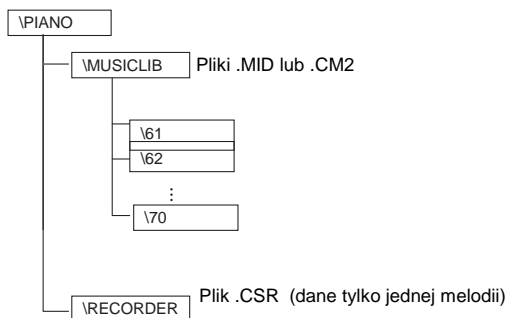 \PIANO
\MUSICLIB Pliki .MID lub .CM2
\61
\62
⋮
\70
\RECORDER Plik .CSR (dane tylko jednej melodii)